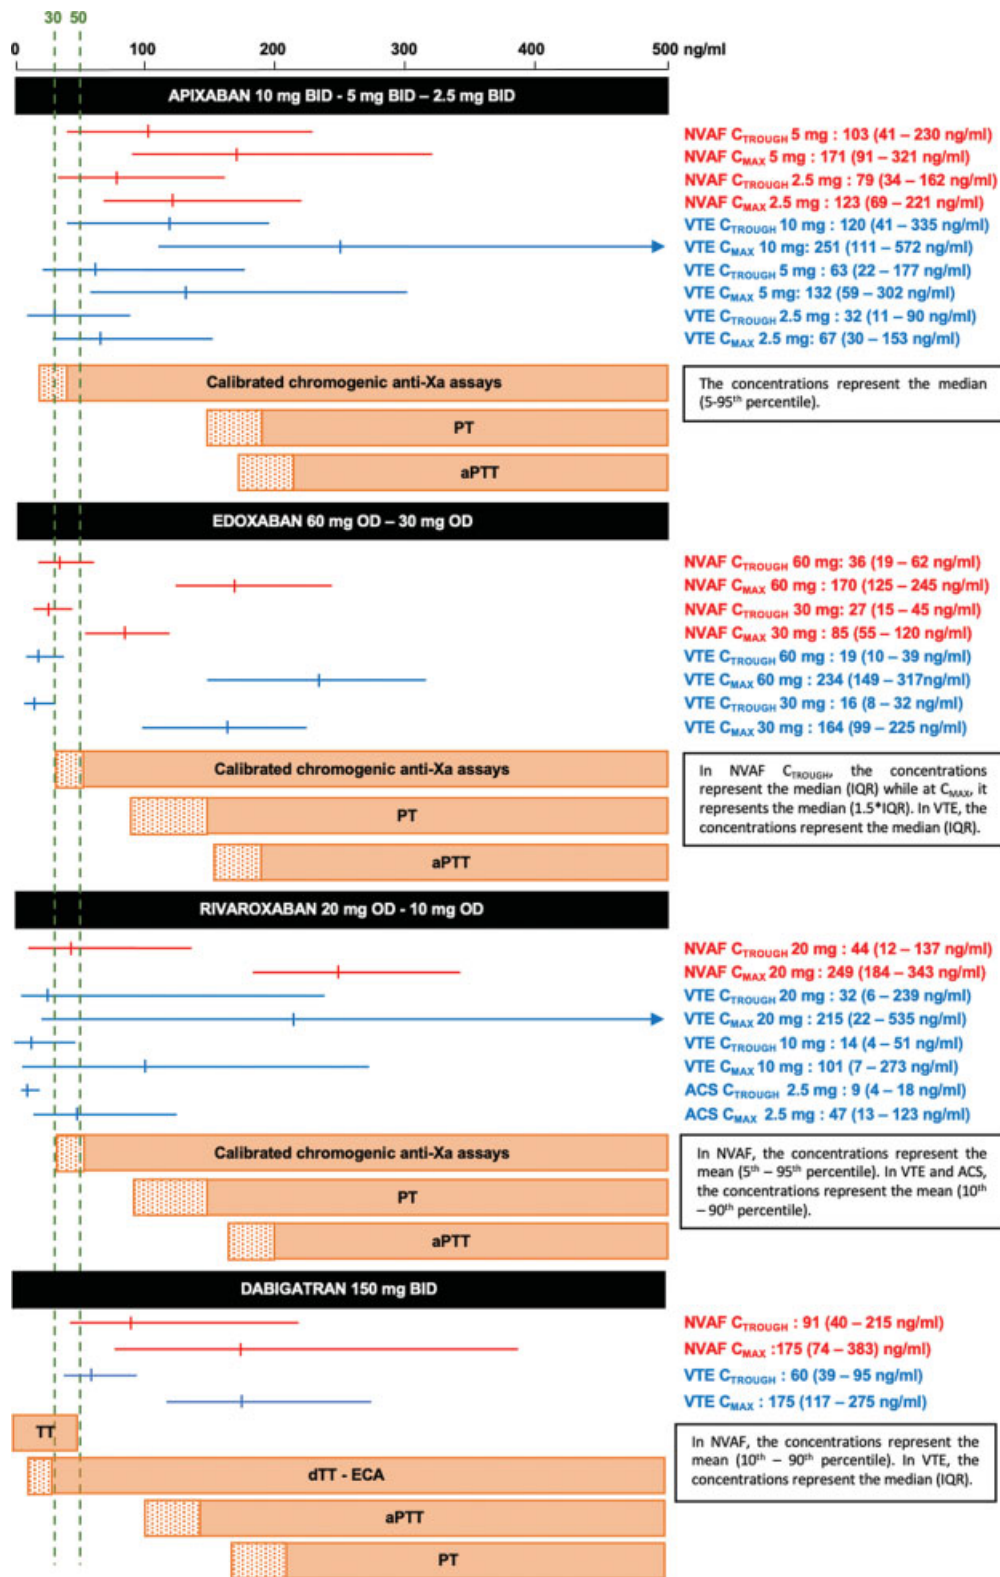 30 50
0 100 200 300 400 500 ng/ml
APIXABAN 10 mg BID - 5 mg BID – 2.5 mg BID
NVAF CTROUGH 5 mg : 103 (41 – 230 ng/ml)
NVAF CMAX 5 mg : 171 (91 – 321 ng/ml)
NVAF CTROUGH 2.5 mg : 79 (34 – 162 ng/ml)
NVAF CMAX 2.5 mg : 123 (69 – 221 ng/ml)
VTE CTROUGH 10 mg : 120 (41 – 335 ng/ml)
VTE CMAX 10 mg: 251 (111 – 572 ng/ml)
VTE CTROUGH 5 mg : 63 (22 – 177 ng/ml)
VTE CMAX 5 mg: 132 (59 – 302 ng/ml)
VTE CTROUGH 2.5 mg : 32 (11 – 90 ng/ml)
VTE CMAX 2.5 mg: 67 (30 – 153 ng/ml)
Calibrated chromogenic anti-Xa assays
PT
aPTT
The concentrations represent the median
(5-95th percentile).
EDOXABAN 60 mg OD – 30 mg OD
NVAF CTROUGH 60 mg: 36 (19 – 62 ng/ml)
NVAF CMAX 60 mg : 170 (125 – 245 ng/ml)
NVAF CTROUGH 30 mg: 27 (15 – 45 ng/ml)
NVAF CMAX 30 mg : 85 (55 – 120 ng/ml)
VTE CTROUGH 60 mg : 19 (10 – 39 ng/ml)
VTE CMAX 60 mg : 234 (149 – 317ng/ml)
VTE CTROUGH 30 mg : 16 (8 – 32 ng/ml)
VTE CMAX 30 mg : 164 (99 – 225 ng/ml)
Calibrated chromogenic anti-Xa assays
PT
aPTT
In NVAF CTROUGH, the concentrations
represent the median (IQR) while at CMAX, it
represents the median (1.5*IQR). In VTE, the
concentrations represent the median (IQR).
RIVAROXABAN 20 mg OD - 10 mg OD
NVAF CTROUGH 20 mg : 44 (12 – 137 ng/ml)
NVAF CMAX 20 mg : 249 (184 – 343 ng/ml)
VTE CTROUGH 20 mg : 32 (6 – 239 ng/ml)
VTE CMAX 20 mg : 215 (22 – 535 ng/ml)
VTE CTROUGH 10 mg : 14 (4 – 51 ng/ml)
VTE CMAX 10 mg : 101 (7 – 273 ng/ml)
ACS CTROUGH 2.5 mg : 9 (4 – 18 ng/ml)
ACS CMAX 2.5 mg : 47 (13 – 123 ng/ml)
Calibrated chromogenic anti-Xa assays
PT
aPTT
In NVAF, the concentrations represent the
mean (5th – 95th percentile). In VTE and ACS,
the concentrations represent the mean (10th
– 90th percentile).
DABIGATRAN 150 mg BID
NVAF CTROUGH : 91 (40 – 215 ng/ml)
NVAF CMAX :175 (74 – 383) ng/ml)
VTE CTROUGH : 60 (39 – 95 ng/ml)
VTE CMAX : 175 (117 – 275 ng/ml)
TT
dTT - ECA
aPTT
PT
In NVAF, the concentrations represent the
mean (10th – 90th percentile). In VTE, the
concentrations represent the median (IQR).